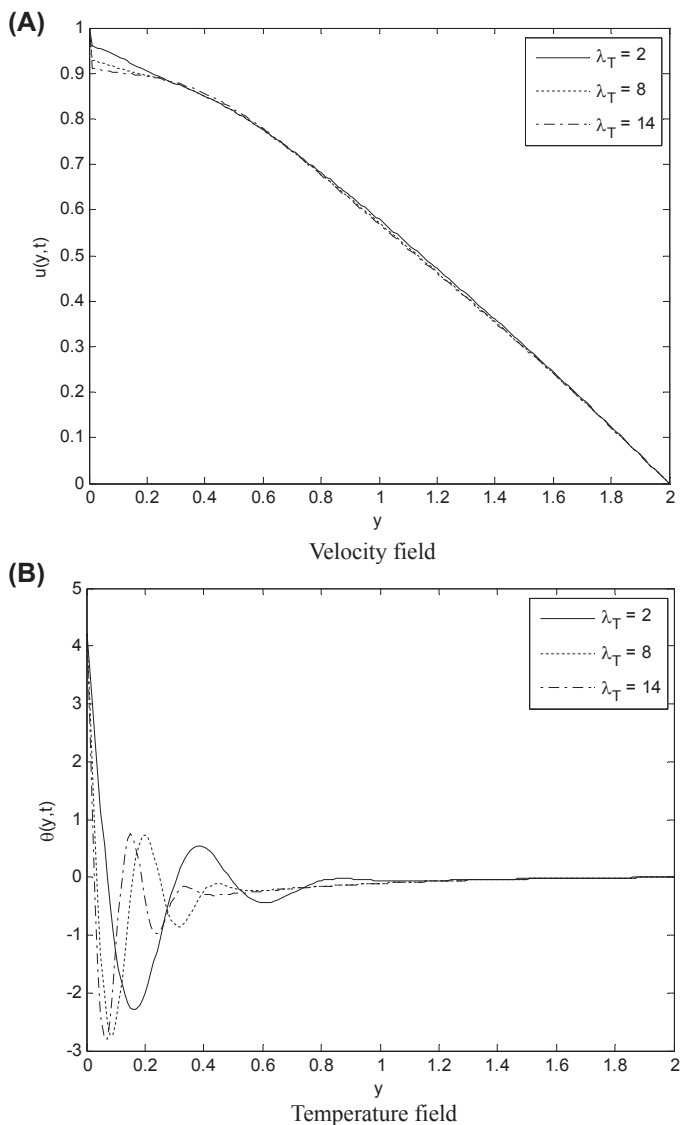 (A)
1
0.9
0.8
0.7
0.6
0.5
0.4
0.3
0.2
0.1
0
u(y,t)
λT = 2
λT = 8
λT = 14
0 0.2 0.4 0.6 0.8 1 1.2 1.4 1.6 1.8 2
y
Velocity field
(B)
5
4
3
2
1
0
-1
-2
-3
θ(y,t)
λT = 2
λT = 8
λT = 14
0 0.2 0.4 0.6 0.8 1 1.2 1.4 1.6 1.8 2
y
Temperature field